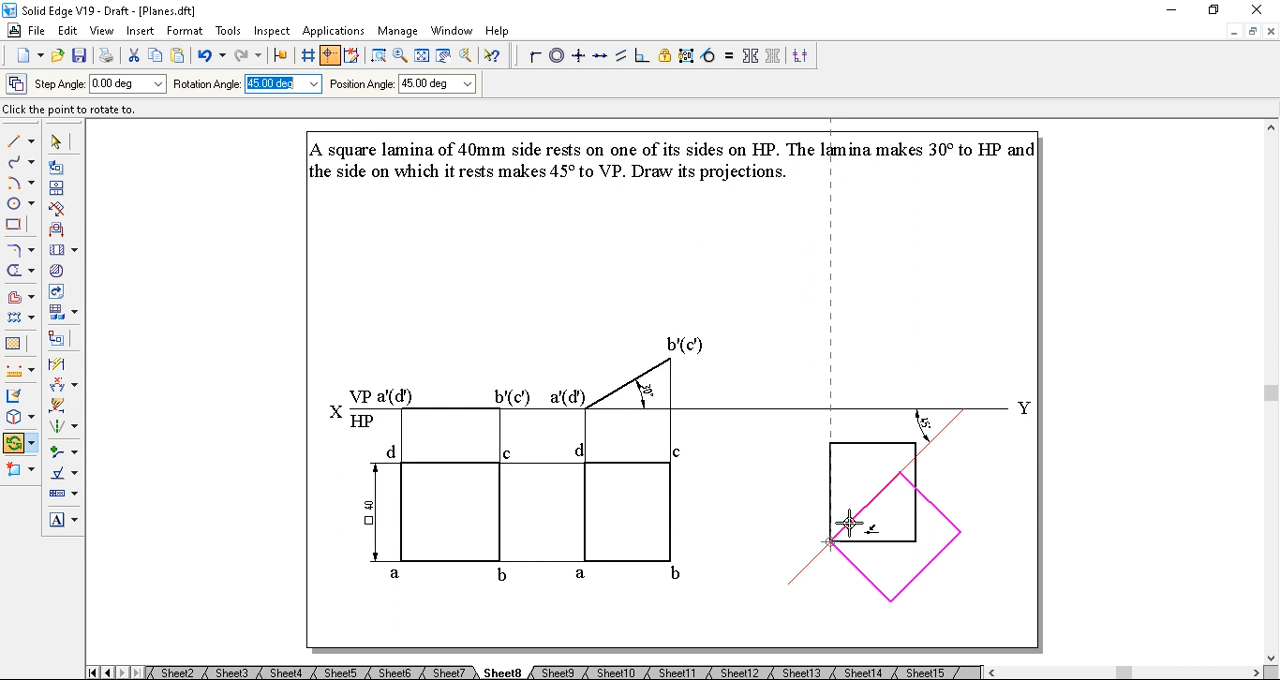 Solid Edge V19 - Draft - [Planes.dft]
File Edit View Insert Format Tools Inspect Applications Manage Window Help
Step Angle: 0.00 deg Rotation Angle: 45.00 deg Position Angle: 45.00 deg
Click the point to rotate to.
A square lamina of 40mm side rests on one of its sides on HP. The lamina makes 30° to HP and
the side on which it rests makes 45° to VP. Draw its projections.
b'(c')
30°
X VP a'(d') b'(c') a'(d') Y
HP
45°
d c d c
□ 40
a b a b
A
Sheet2 Sheet3 Sheet4 Sheet5 Sheet6 Sheet7 Sheet8 Sheet9 Sheet10 Sheet11 Sheet12 Sheet13 Sheet14 Sheet15